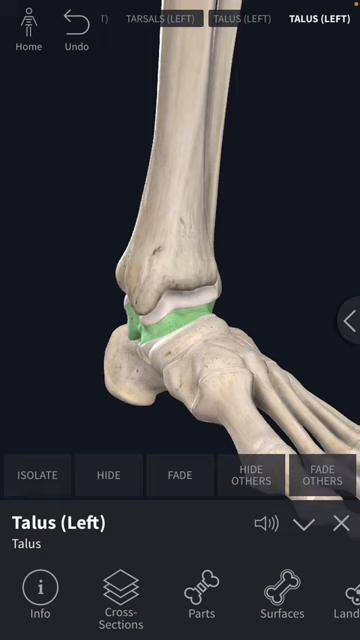 T)
TARSALS (LEFT)
TALUS (LEFT)
TALUS (LEFT)
Home
Undo
ISOLATE
HIDE
FADE
HIDE
OTHERS
FADE
OTHERS
Talus (Left)
Talus
Info
Cross-
Sections
Parts
Surfaces
Land